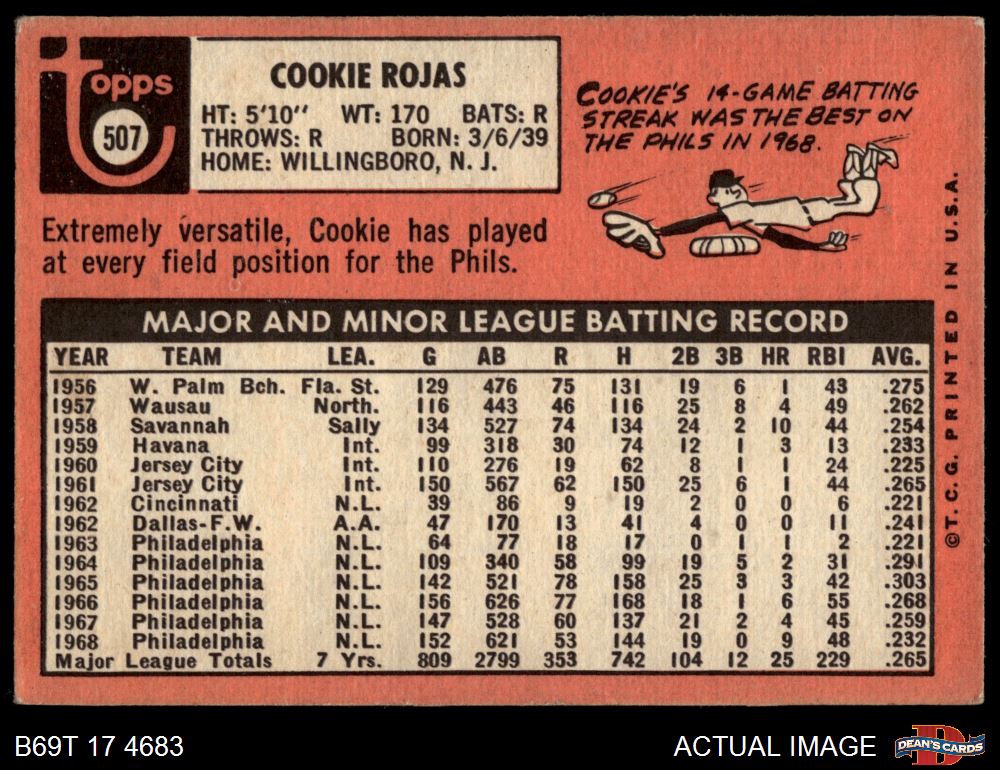 topps
507
COOKIE ROJAS
HT: 5'10" WT: 170 BATS: R
THROWS: R BORN: 3/6/39
HOME: WILLINGBORO, N. J.
COOKIE'S 14-GAME BATTING
STREAK WAS THE BEST ON
THE PHILS IN 1968.
Extremely versatile, Cookie has played
at every field position for the Phils.
MAJOR AND MINOR LEAGUE BATTING RECORD
YEAR TEAM LEA. G AB R H 2B 3B HR RBI AVG.
1956 W. Palm Bch. Fla. St. 129 476 75 131 19 6 1 43 .275
1957 Wausau North. 116 443 46 116 25 8 4 49 .262
1958 Savannah Sally 134 527 74 134 24 2 10 44 .254
1959 Havana Int. 99 318 30 74 12 1 3 13 .233
1960 Jersey City Int. 110 276 19 62 8 1 1 24 .225
1961 Jersey City Int. 150 567 62 150 25 6 1 44 .265
1962 Cincinnati N.L. 39 86 9 19 2 0 0 6 .221
1962 Dallas-F.W. A.A. 47 170 13 41 4 0 0 11 .241
1963 Philadelphia N.L. 64 77 18 17 0 1 1 2 .221
1964 Philadelphia N.L. 109 340 58 99 19 5 2 31 .291
1965 Philadelphia N.L. 142 521 78 158 25 3 3 42 .303
1966 Philadelphia N.L. 156 626 77 168 18 1 6 55 .268
1967 Philadelphia N.L. 147 528 60 137 21 2 4 45 .259
1968 Philadelphia N.L. 152 621 53 144 19 0 9 48 .232
Major League Totals 7 Yrs. 809 2799 353 742 104 12 25 229 .265
©T.C.G. PRINTED IN U.S.A.
B69T 17 4683
ACTUAL IMAGE
D
DEAN'S CARDS